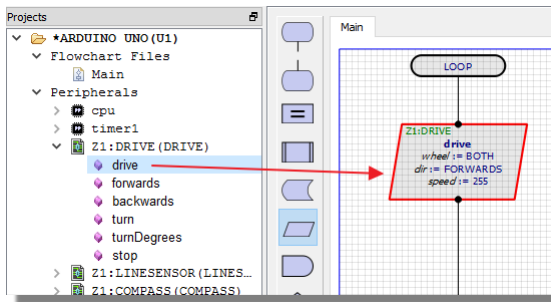 Projects
*ARDUINO UNO(U1)
Flowchart Files
Main
Peripherals
cpu
timer1
Z1:DRIVE(DRIVE)
drive
forwards
backwards
turn
turnDegrees
stop
Z1:LINESENSOR(LINES...
Z1:COMPASS(COMPASS)
Main
LOOP
Z1:DRIVE
drive
wheel := BOTH
dir := FORWARDS
speed := 255